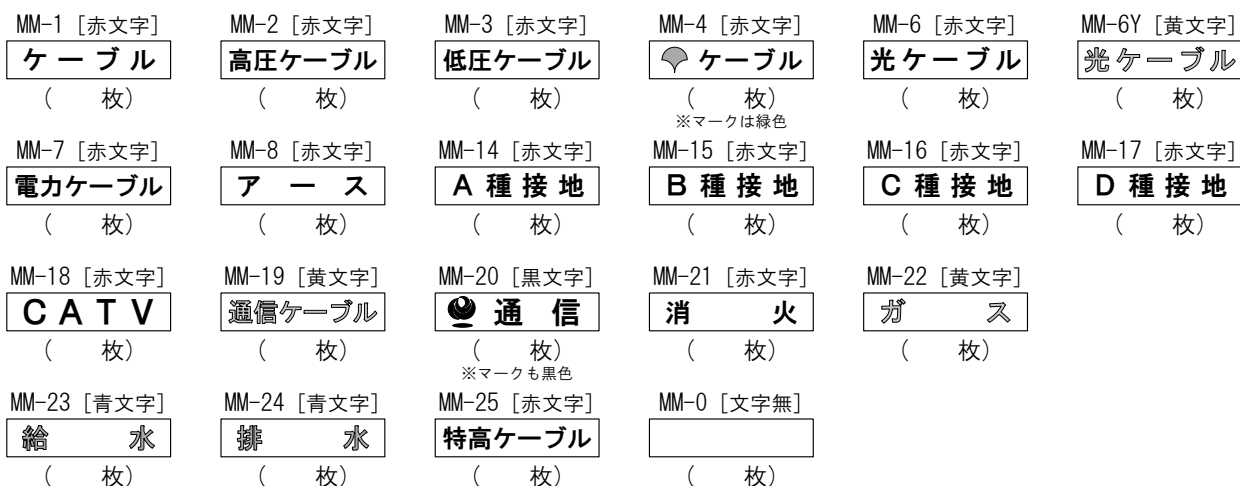 MM-1 [赤文字] MM-2 [赤文字] MM-3 [赤文字] MM-4 [赤文字] MM-6 [赤文字] MM-6Y [黄文字]
ケーブル 高圧ケーブル 低圧ケーブル ケーブル 光ケーブル 光ケーブル
( 枚) ( 枚) ( 枚) ( 枚) ( 枚) ( 枚)
※マークは緑色
MM-7 [赤文字] MM-8 [赤文字] MM-14 [赤文字] MM-15 [赤文字] MM-16 [赤文字] MM-17 [赤文字]
電力ケーブル アース A種接地 B種接地 C種接地 D種接地
( 枚) ( 枚) ( 枚) ( 枚) ( 枚) ( 枚)
MM-18 [赤文字] MM-19 [黄文字] MM-20 [黒文字] MM-21 [赤文字] MM-22 [黄文字]
CATV 通信ケーブル 通信 消火 ガス
( 枚) ( 枚) ( 枚) ( 枚) ( 枚)
※マークも黒色
MM-23 [青文字] MM-24 [青文字] MM-25 [赤文字] MM-0 [文字無]
給水 排水 特高ケーブル
( 枚) ( 枚) ( 枚) ( 枚)